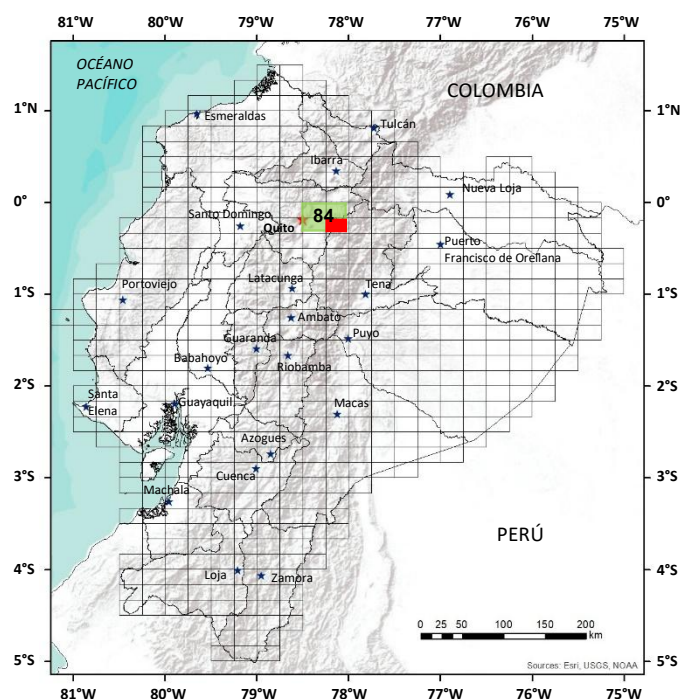 81°W 80°W 79°W 78°W 77°W 76°W 75°W
OCÉANO
PACÍFICO
COLOMBIA
1°N 1°N
Esmeraldas
Tulcán
Ibarra
Nueva Loja
0° 0°
84
Santo Domingo
Quito
Puerto
Francisco de Orellana
Portoviejo
Latacunga
Tena
1°S 1°S
Ambato
Guaranda
Puyo
Babahoyo
Riobamba
2°S 2°S
Santa
Elena
Guayaquil
Macas
Azogues
3°S 3°S
Cuenca
Machala
PERÚ
4°S 4°S
Loja
Zamora
0 25 50 100 150 200
km
5°S 5°S
Sources: Esri, USGS, NOAA
81°W 80°W 79°W 78°W 77°W 76°W 75°W